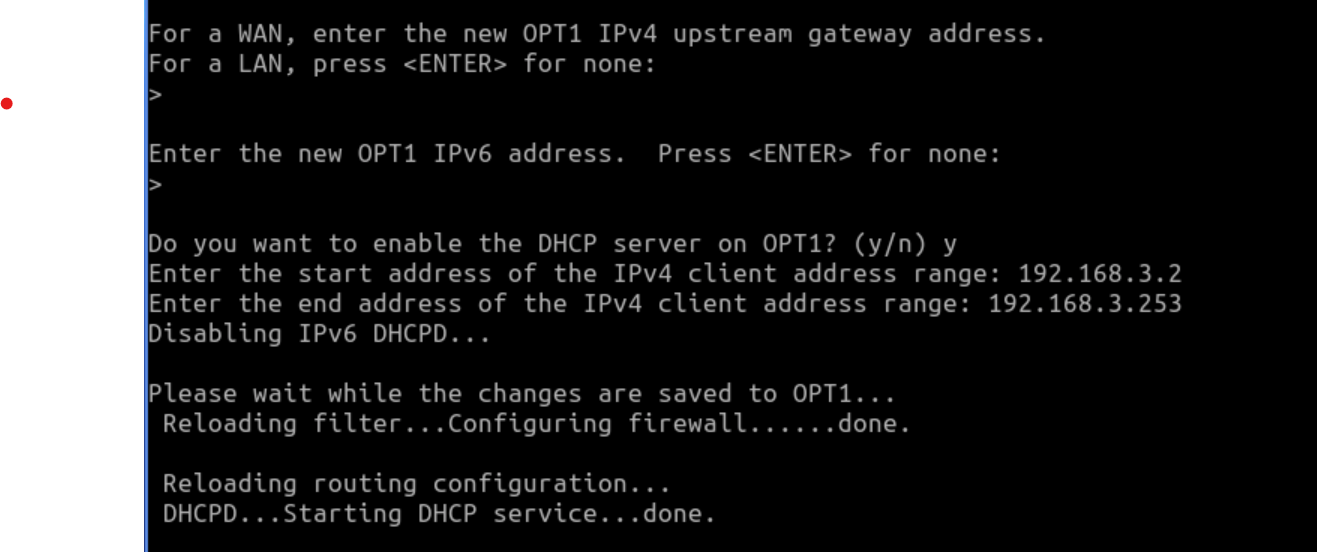 For a WAN, enter the new OPT1 IPv4 upstream gateway address.
For a LAN, press <ENTER> for none:
>
Enter the new OPT1 IPv6 address.  Press <ENTER> for none:
>
Do you want to enable the DHCP server on OPT1? (y/n) y
Enter the start address of the IPv4 client address range: 192.168.3.2
Enter the end address of the IPv4 client address range: 192.168.3.253
Disabling IPv6 DHCPD...
Please wait while the changes are saved to OPT1...
Reloading filter...Configuring firewall......done.
Reloading routing configuration...
DHCPD...Starting DHCP service...done.